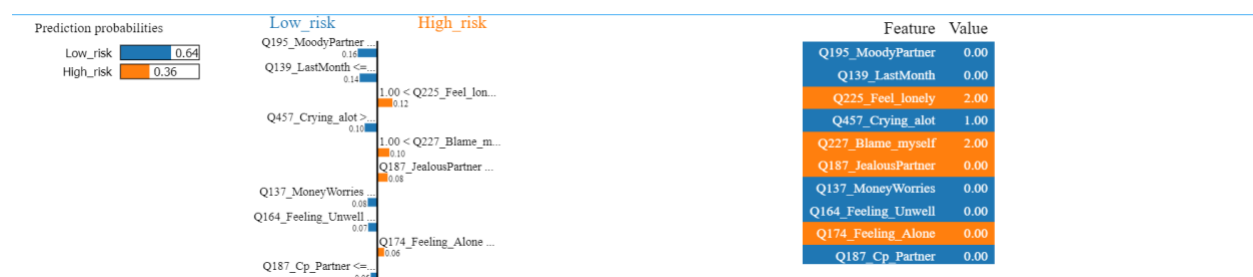 Prediction probabilities
Low_risk 0.64
High_risk 0.36
Low_risk High_risk
Q195_MoodyPartner ...
0.16
Q139_LastMonth <=...
0.14
1.00 < Q225_Feel_lon...
0.12
Q457_Crying_alot >...
0.10
1.00 < Q227_Blame_m...
0.10
Q187_JealousPartner ...
0.08
Q137_MoneyWorries ...
0.08
Q164_Feeling_Unwell ...
0.07
Q174_Feeling_Alone ...
0.06
Q187_Cp_Partner <=...
Feature Value
Q195_MoodyPartner 0.00
Q139_LastMonth 0.00
Q225_Feel_lonely 2.00
Q457_Crying_alot 1.00
Q227_Blame_myself 2.00
Q187_JealousPartner 0.00
Q137_MoneyWorries 0.00
Q164_Feeling_Unwell 0.00
Q174_Feeling_Alone 0.00
Q187_Cp_Partner 0.00